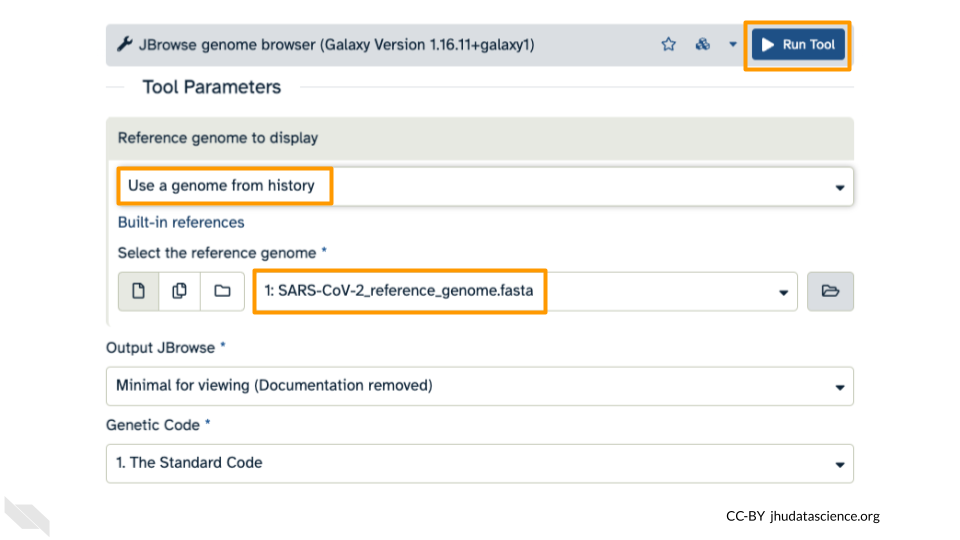 JBrowse genome browser (Galaxy Version 1.16.11+galaxy1)
Run Tool
Tool Parameters
Reference genome to display
Use a genome from history
Built-in references
Select the reference genome *
1: SARS-CoV-2_reference_genome.fasta
Output JBrowse *
Minimal for viewing (Documentation removed)
Genetic Code *
1. The Standard Code
CC-BY jhudatascience.org